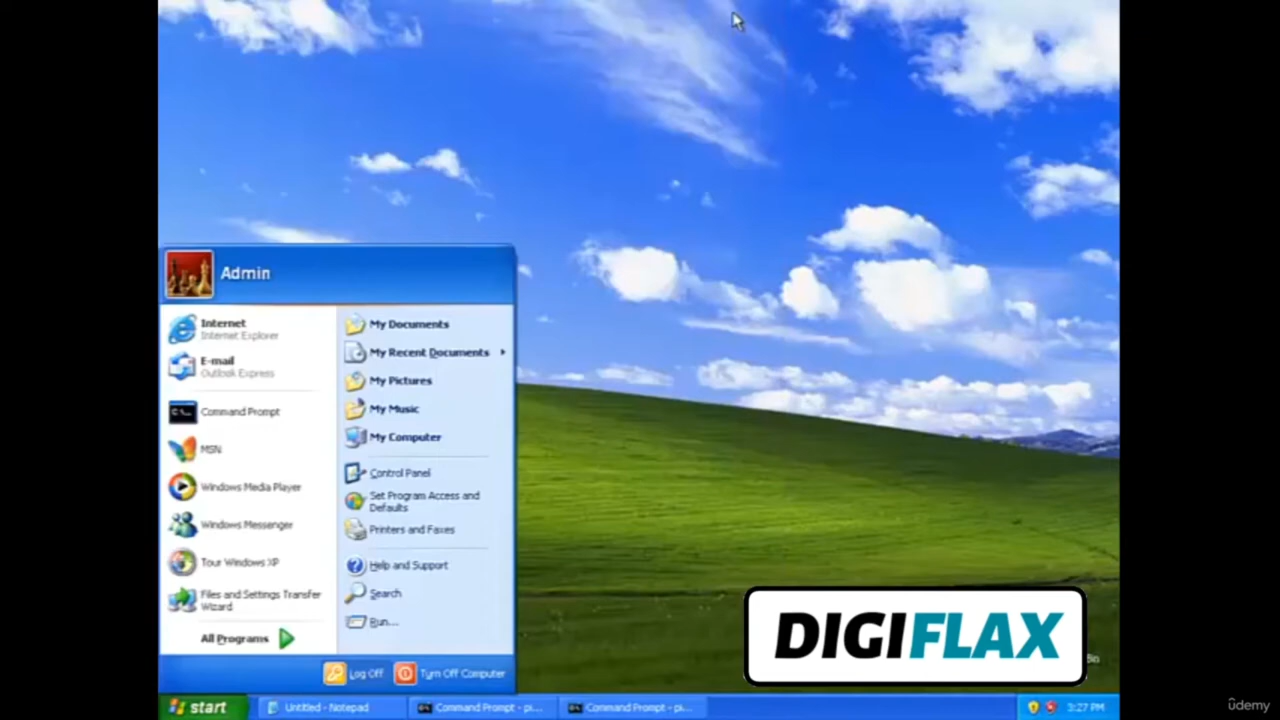 Admin
Internet
Internet Explorer
E-mail
Outlook Express
Command Prompt
MSN
Windows Media Player
Windows Messenger
Tour Windows XP
Files and Settings Transfer
Wizard
All Programs
My Documents
My Recent Documents
My Pictures
My Music
My Computer
Control Panel
Set Program Access and
Defaults
Printers and Faxes
Help and Support
Search
Run...
Log Off
Turn Off Computer
DIGIFLAX
start
Untitled - Notepad
Command Prompt - pi...
Command Prompt - pi...
3:27 PM
ûdemy